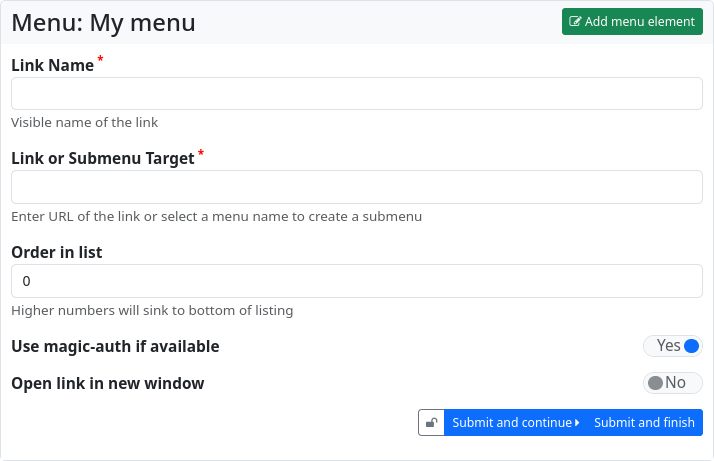 Menu: My menu
Add menu element
Link Name *
Visible name of the link
Link or Submenu Target *
Enter URL of the link or select a menu name to create a submenu
Order in list
0
Higher numbers will sink to bottom of listing
Use magic-auth if available
Yes
Open link in new window
No
Submit and continue
Submit and finish